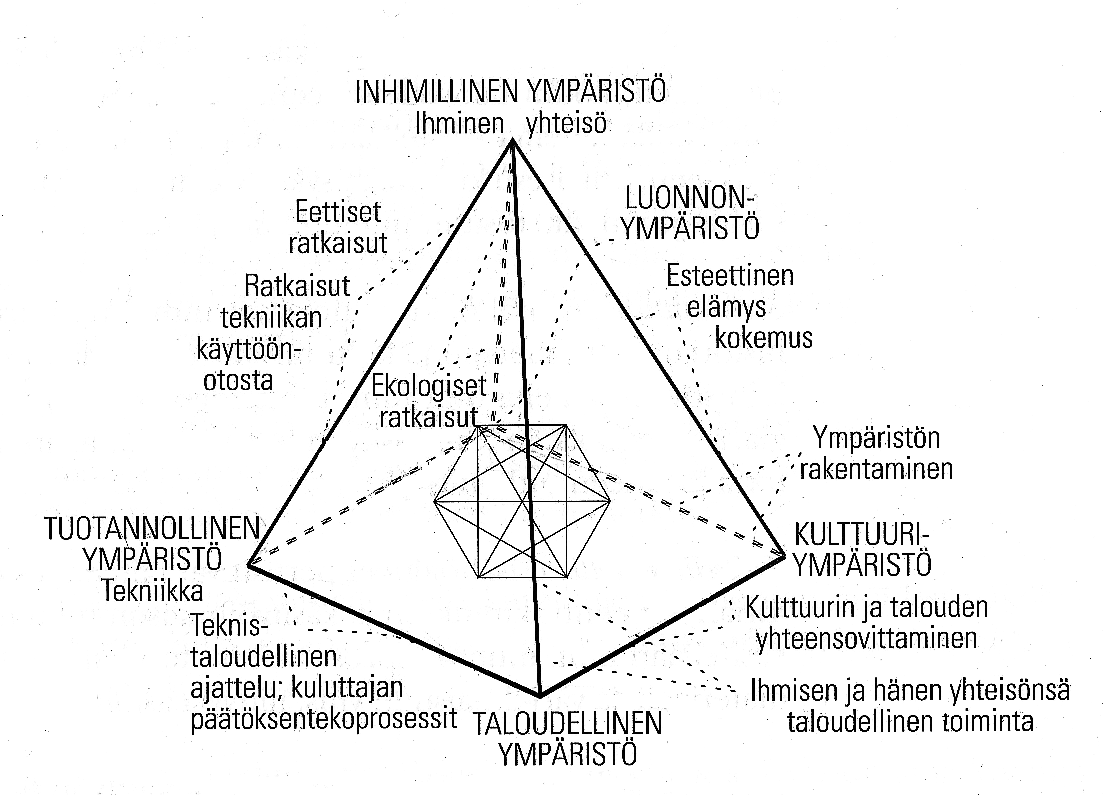 INHIMILLINEN YMPÄRISTÖ
Ihminen yhteisö
LUONNON-
YMPÄRISTÖ
Eettiset
ratkaisut
Esteettinen
elämys
kokemus
Ratkaisut
tekniikan
käyttöön-
otosta
Ekologiset
ratkaisut
Ympäristön
rakentaminen
TUOTANNOLLINEN
YMPÄRISTÖ
Tekniikka
KULTTUURI-
YMPÄRISTÖ
Teknis-
taloudellinen
ajattelu; kuluttajan
päätöksentekoprosessit
Kulttuurin ja talouden
yhteensovittaminen
Ihmisen ja hänen yhteisönsä
taloudellinen toiminta
TALOUDELLINEN
YMPÄRISTÖ